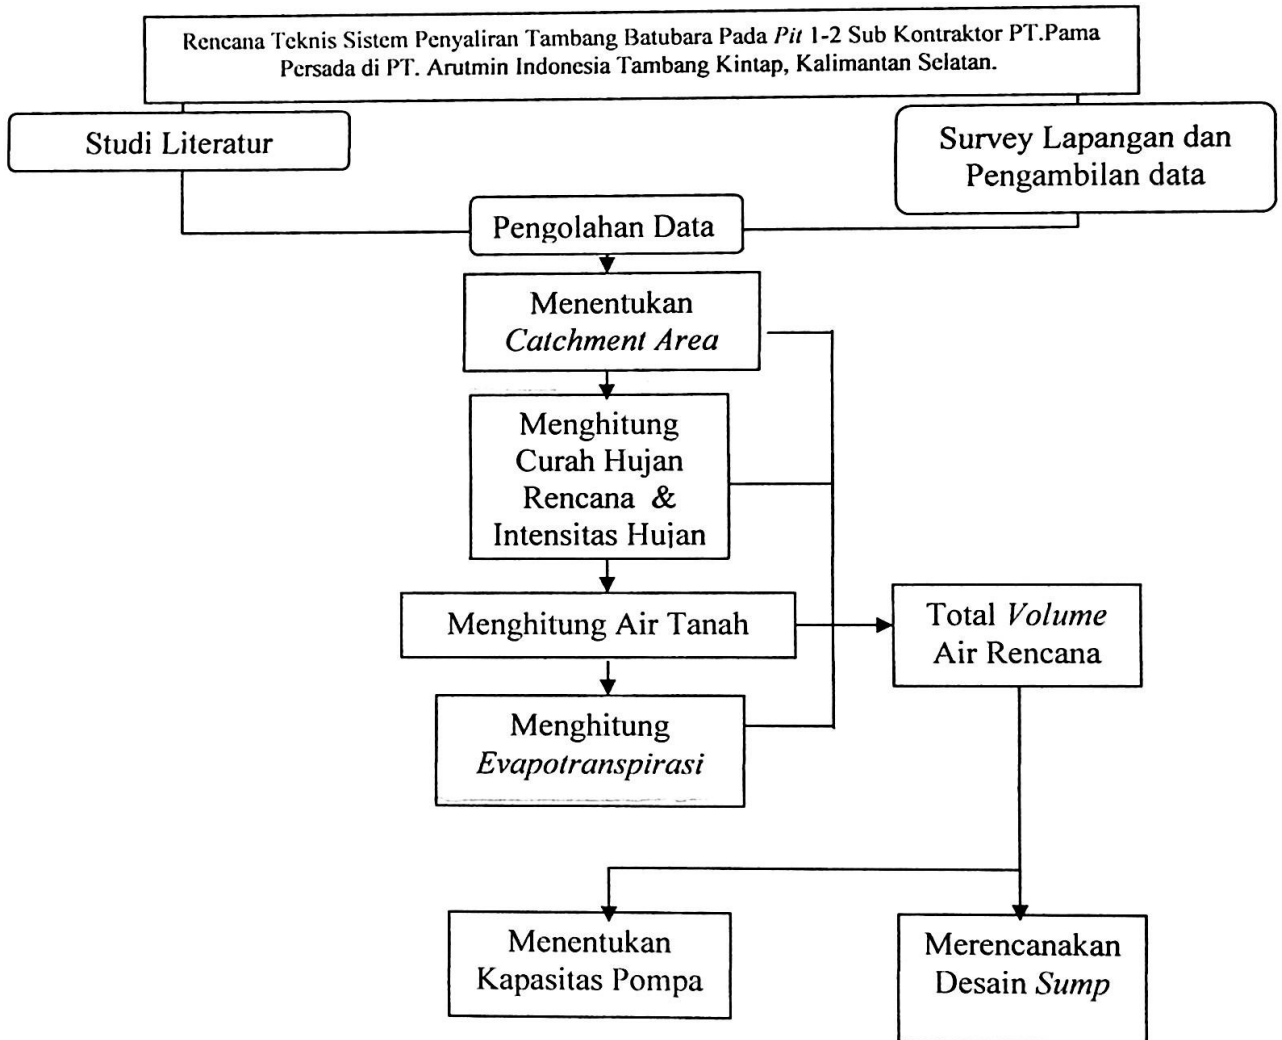 Rencana Teknis Sistem Penyaliran Tambang Batubara Pada Pit 1-2 Sub Kontraktor PT.Pama
Persada di PT. Arutmin Indonesia Tambang Kintap, Kalimantan Selatan.
Studi Literatur
Survey Lapangan dan
Pengambilan data
Pengolahan Data
Menentukan
Catchment Area
Menghitung
Curah Hujan
Rencana &
Intensitas Hujan
Menghitung Air Tanah
Total Volume
Air Rencana
Menghitung
Evapotranspirasi
Menentukan
Kapasitas Pompa
Merencanakan
Desain Sump